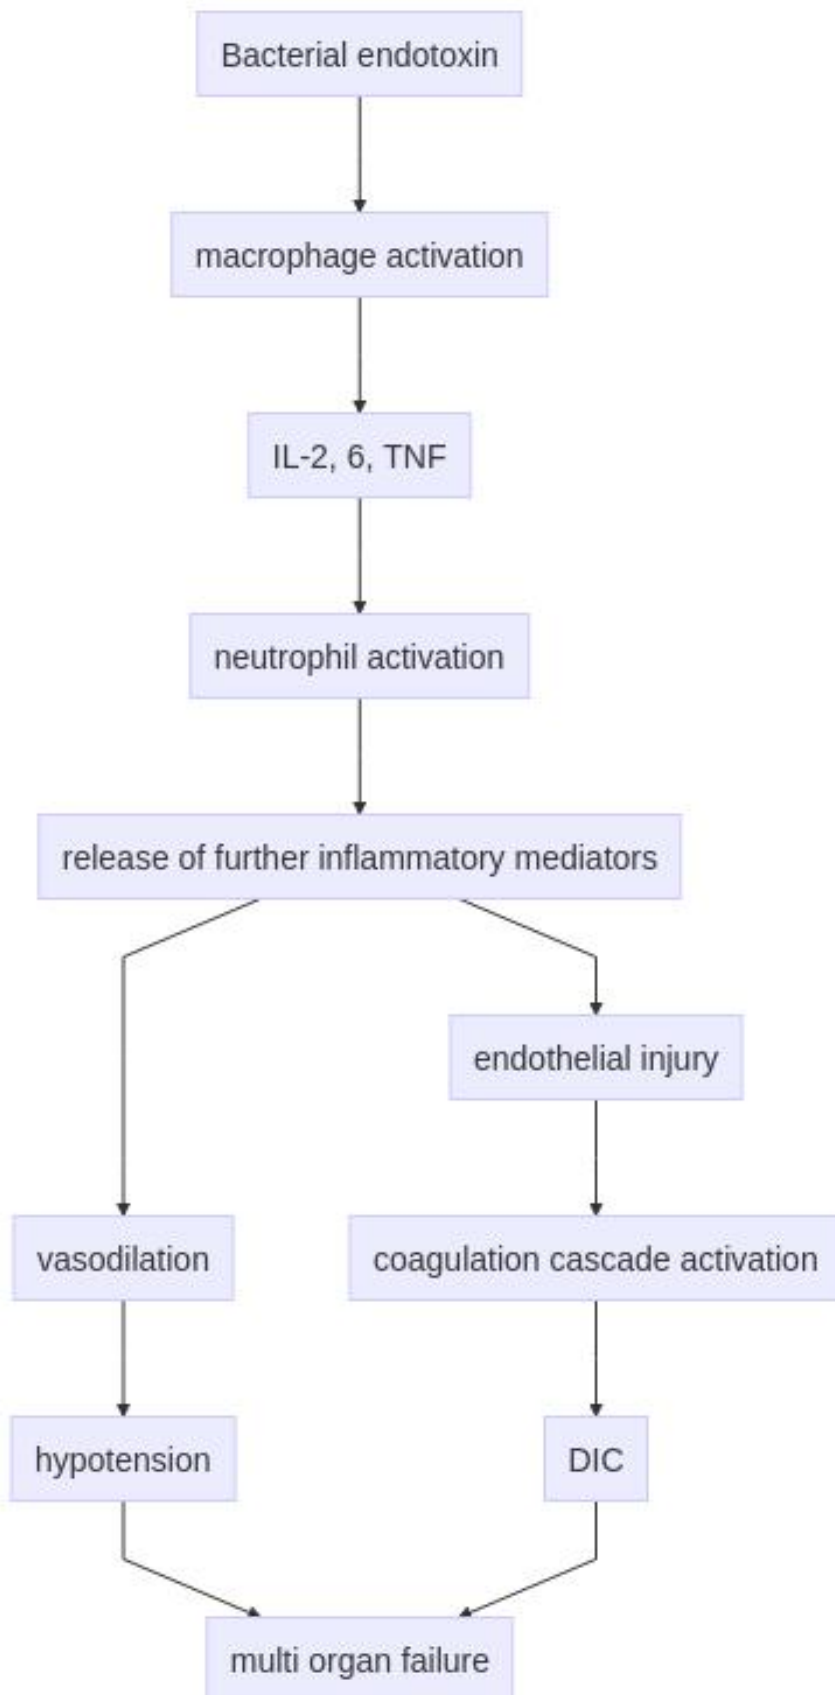 Bacterial endotoxin
macrophage activation
IL-2, 6, TNF
neutrophil activation
release of further inflammatory mediators
endothelial injury
vasodilation
coagulation cascade activation
hypotension
DIC
multi organ failure